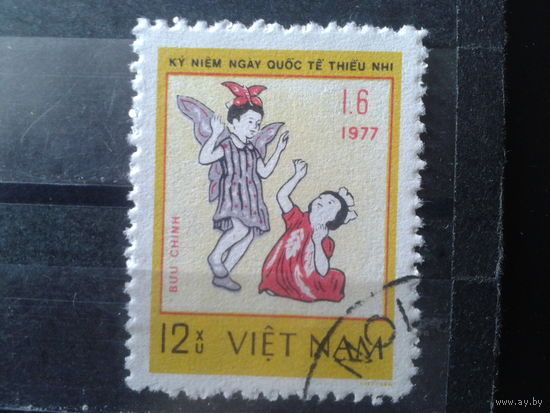 KỶ NIỆM NGÀY QUỐC TẾ THIẾU NHI
1.6
1977
BƯU CHÍNH
12 XU
VIỆT NAM
www.ay.by